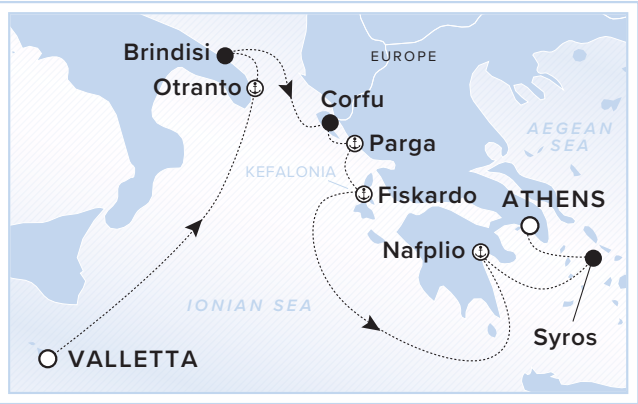 Brindisi
EUROPE
Otranto
Corfu
AEGEAN
SEA
Parga
KEFALONIA
Fiskardo
ATHENS
Nafplio
IONIAN SEA
Syros
VALLETTA